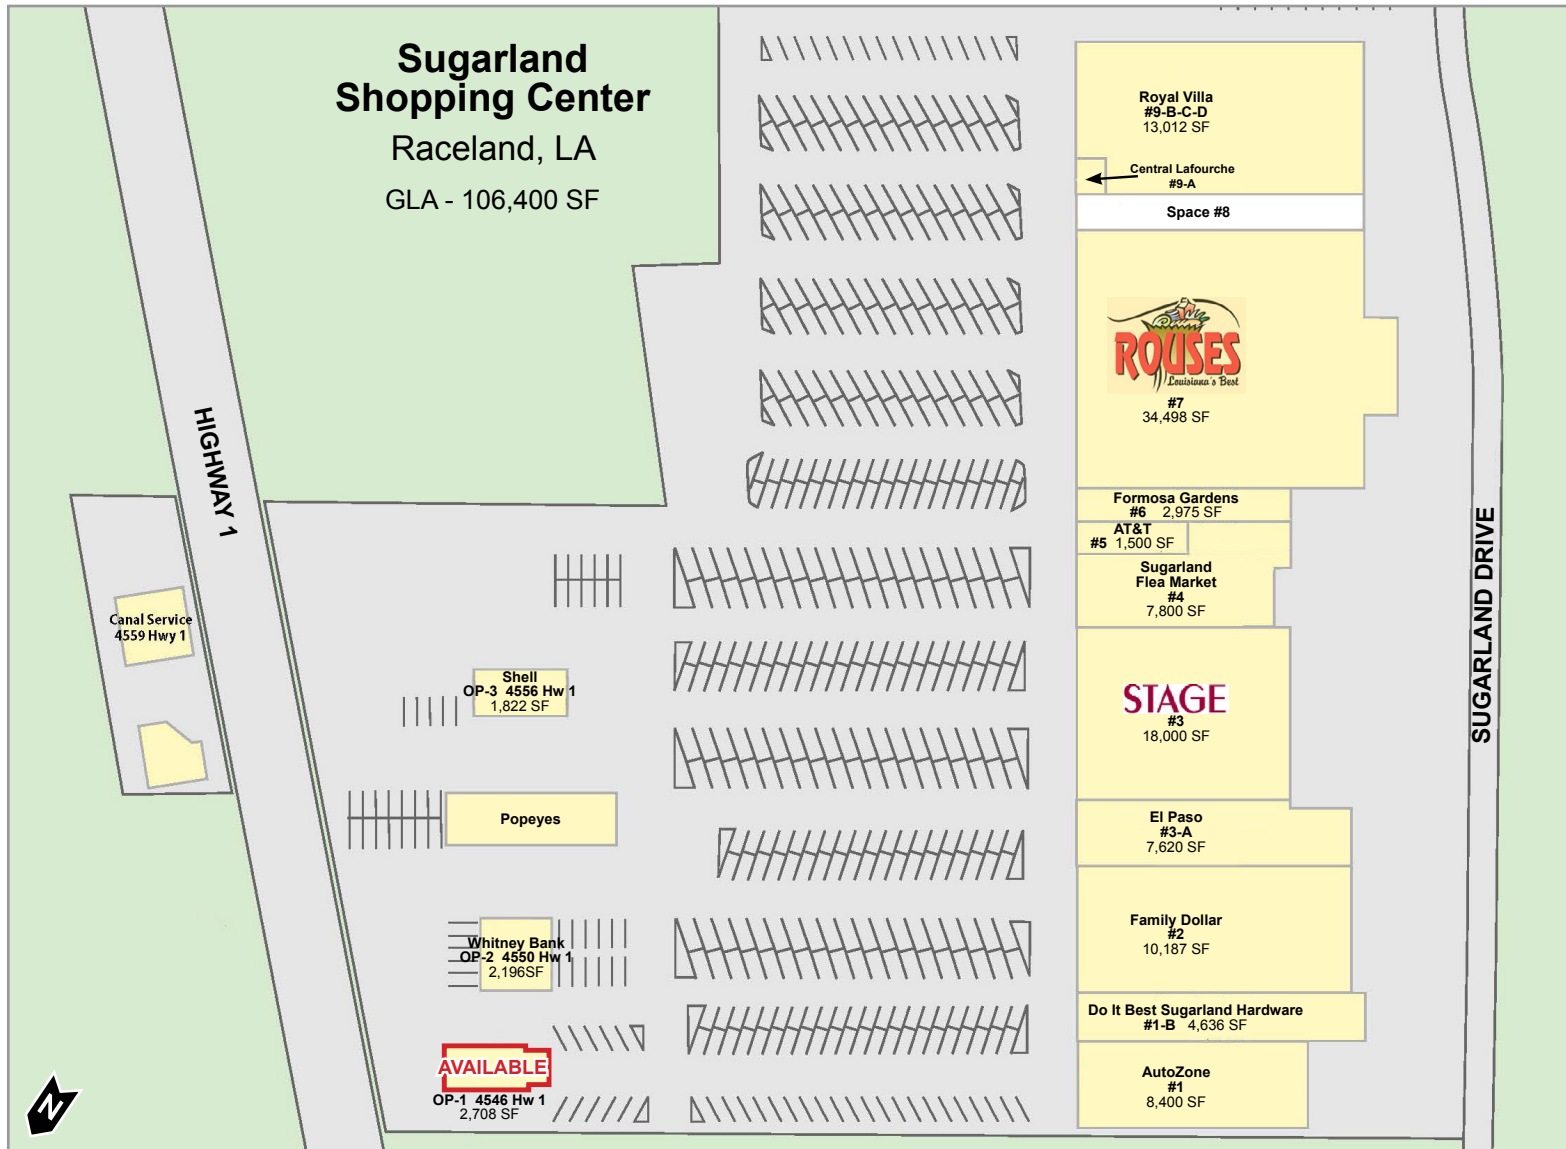 Sugarland
Shopping Center
Raceland, LA
GLA - 106,400 SF
Royal Villa
#9-B-C-D
13,012 SF
Central Lafourche
#9-A
Space #8
ROUSES
Louisiana's Best
#7
34,498 SF
Formosa Gardens
#6 2,975 SF
AT&T
#5 1,500 SF
Sugarland
Flea Market
#4
7,800 SF
STAGE
#3
18,000 SF
El Paso
#3-A
7,620 SF
Family Dollar
#2
10,187 SF
Do It Best Sugarland Hardware
#1-B 4,636 SF
AutoZone
#1
8,400 SF
HIGHWAY 1
SUGARLAND DRIVE
Canal Service
4559 Hwy 1
Shell
OP-3 4556 Hw 1
1,822 SF
Popeyes
Whitney Bank
OP-2 4550 Hw 1
2,196SF
AVAILABLE
OP-1 4546 Hw 1
2,708 SF
N